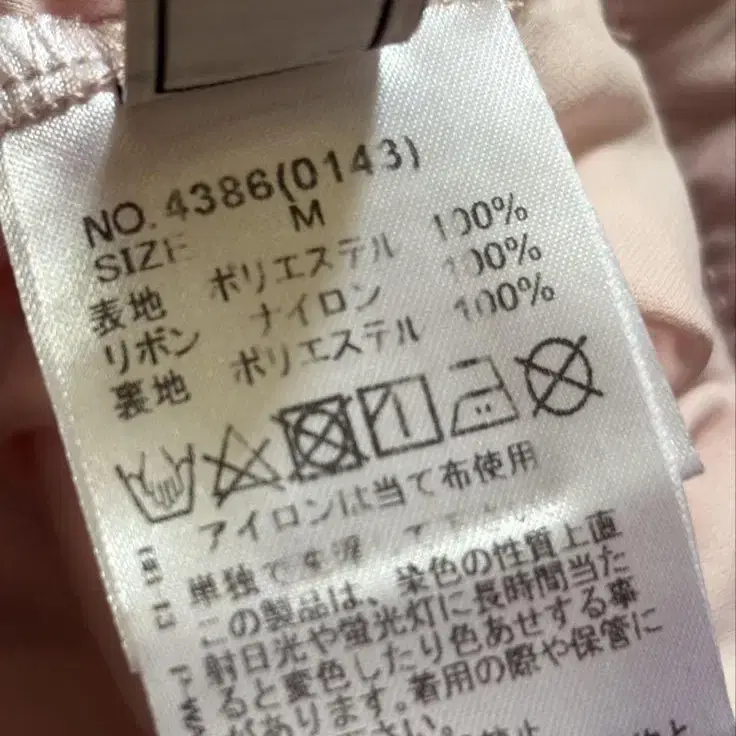 NO. 4386(0143)
SIZE M
表地 ポリエステル 100%
リボン ナイロン 100%
裏地 ポリエステル 100%
アイロンは当て布使用
単独で
この製品は、染色の性質上直
射日光や蛍光灯に長時間当た
ると変色したり色あせする事
があります。着用の際や保管に
さい。